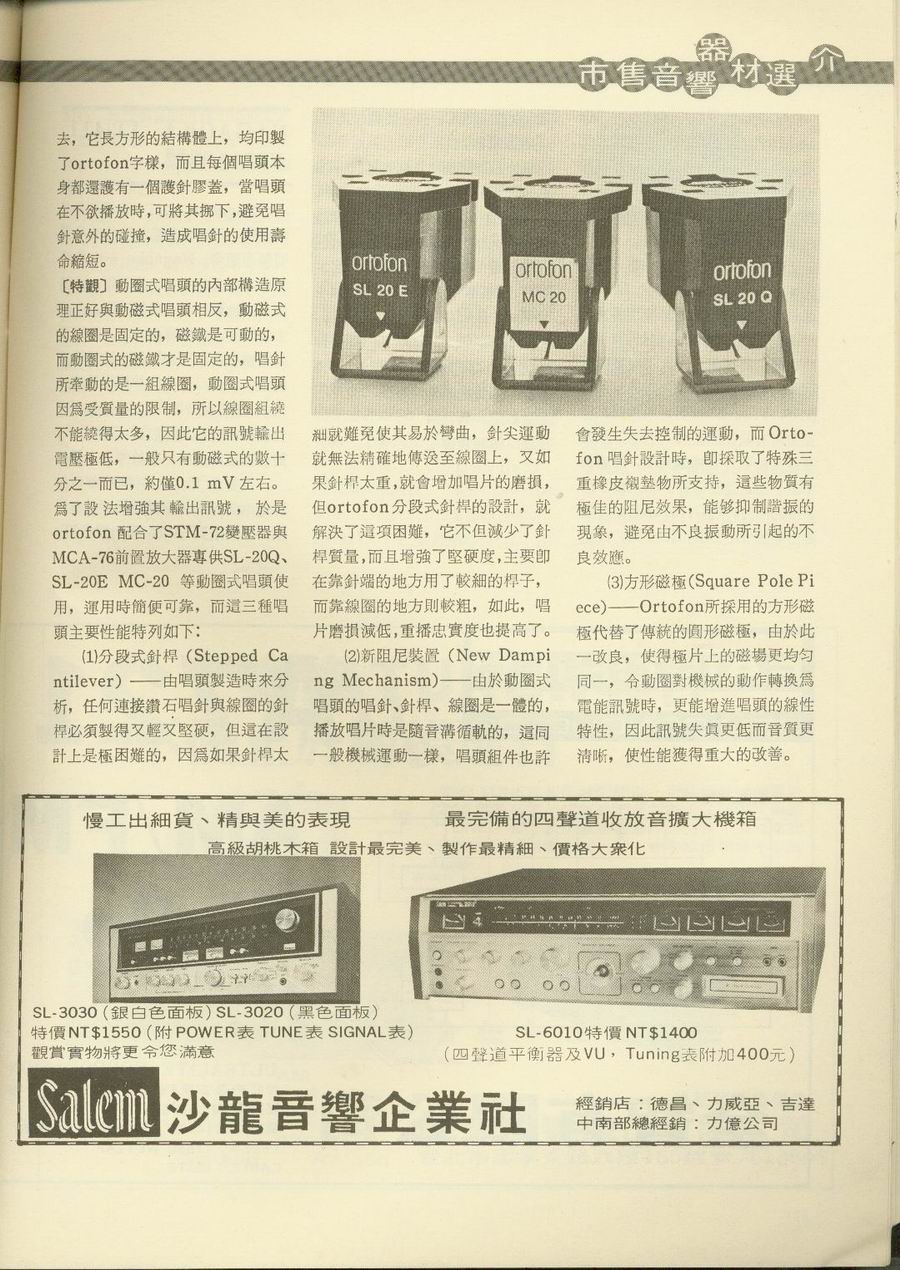 市售音響器材選介
去，它長方形的結構體上，均印製
了ortofon字樣，而且每個唱頭本
身都還護有一個護針膠蓋，當唱頭
在不欲播放時,可將其挪下,避免唱
針意外的碰撞，造成唱針的使用壽
命縮短。
〔特觀〕動圈式唱頭的內部構造原
理正好與動磁式唱頭相反，動磁式
的線圈是固定的，磁鐵是可動的，
而動圈式的磁鐵才是固定的，唱針
所牽動的是一組線圈，動圈式唱頭
因爲受質量的限制，所以線圈組繞
不能繞得太多，因此它的訊號輸出
電壓極低，一般只有動磁式的數十
分之一而已，約僅0.1 mV 左右。
爲了設法增強其輸出訊號，於是
ortofon 配合了STM-72變壓器與
MCA-76前置放大器專供SL-20Q、
SL-20E MC-20 等動圈式唱頭使
用，運用時簡便可靠，而這三種唱
頭主要性能特列如下：
⑴分段式針桿 (Stepped Ca
ntilever) ——由唱頭製造時來分
析，任何連接鑽石唱針與線圈的針
桿必須製得又輕又堅硬，但這在設
計上是極困難的，因爲如果針桿太
ortofon
SL 20 E
ortofon
MC 20
ortofon
SL 20 Q
細就難免使其易於彎曲，針尖運動
就無法精確地傳送至線圈上，又如
果針桿太重,就會增加唱片的磨損，
但ortofon分段式針桿的設計，就
解決了這項困難，它不但減少了針
桿質量,而且增強了堅硬度,主要即
在靠針端的地方用了較細的桿子，
而靠線圈的地方則較粗，如此，唱
片磨損減低,重播忠實度也提高了。
⑵新阻尼裝置 (New Dampi
ng Mechanism)——由於動圈式
唱頭的唱針、針桿、線圈是一體的，
播放唱片時是隨音溝循軌的，這同
一般機械運動一樣，唱頭組件也許
會發生失去控制的運動，而 Orto-
fon 唱針設計時，卽採取了特殊三
重橡皮襯墊物所支持，這些物質有
極佳的阻尼效果，能够抑制諧振的
現象，避免由不良振動所引起的不
良效應。
⑶方形磁極(Square Pole Pi
ece)——Ortofon所採用的方形磁
極代替了傳統的圓形磁極，由於此
一改良，使得極片上的磁場更均匀
同一，令動圈對機械的動作轉換爲
電能訊號時，更能增進唱頭的線性
特性，因此訊號失眞更低而音質更
清晰，使性能獲得重大的改善。
慢工出細貨、精與美的表現
最完備的四聲道收放音擴大機箱
高級胡桃木箱 設計最完美、製作最精細、價格大衆化
SL-3030（銀白色面板）SL-3020（黑色面板）
特價NT$1550（附POWER表 TUNE表 SIGNAL表）
觀賞實物將更令您滿意
SL-6010特價 NT$1400
（四聲道平衡器及VU，Tuning表附加400元）
Salem 沙龍音響企業社
經銷店：德昌、力威亞、吉達
中南部總經銷：力億公司